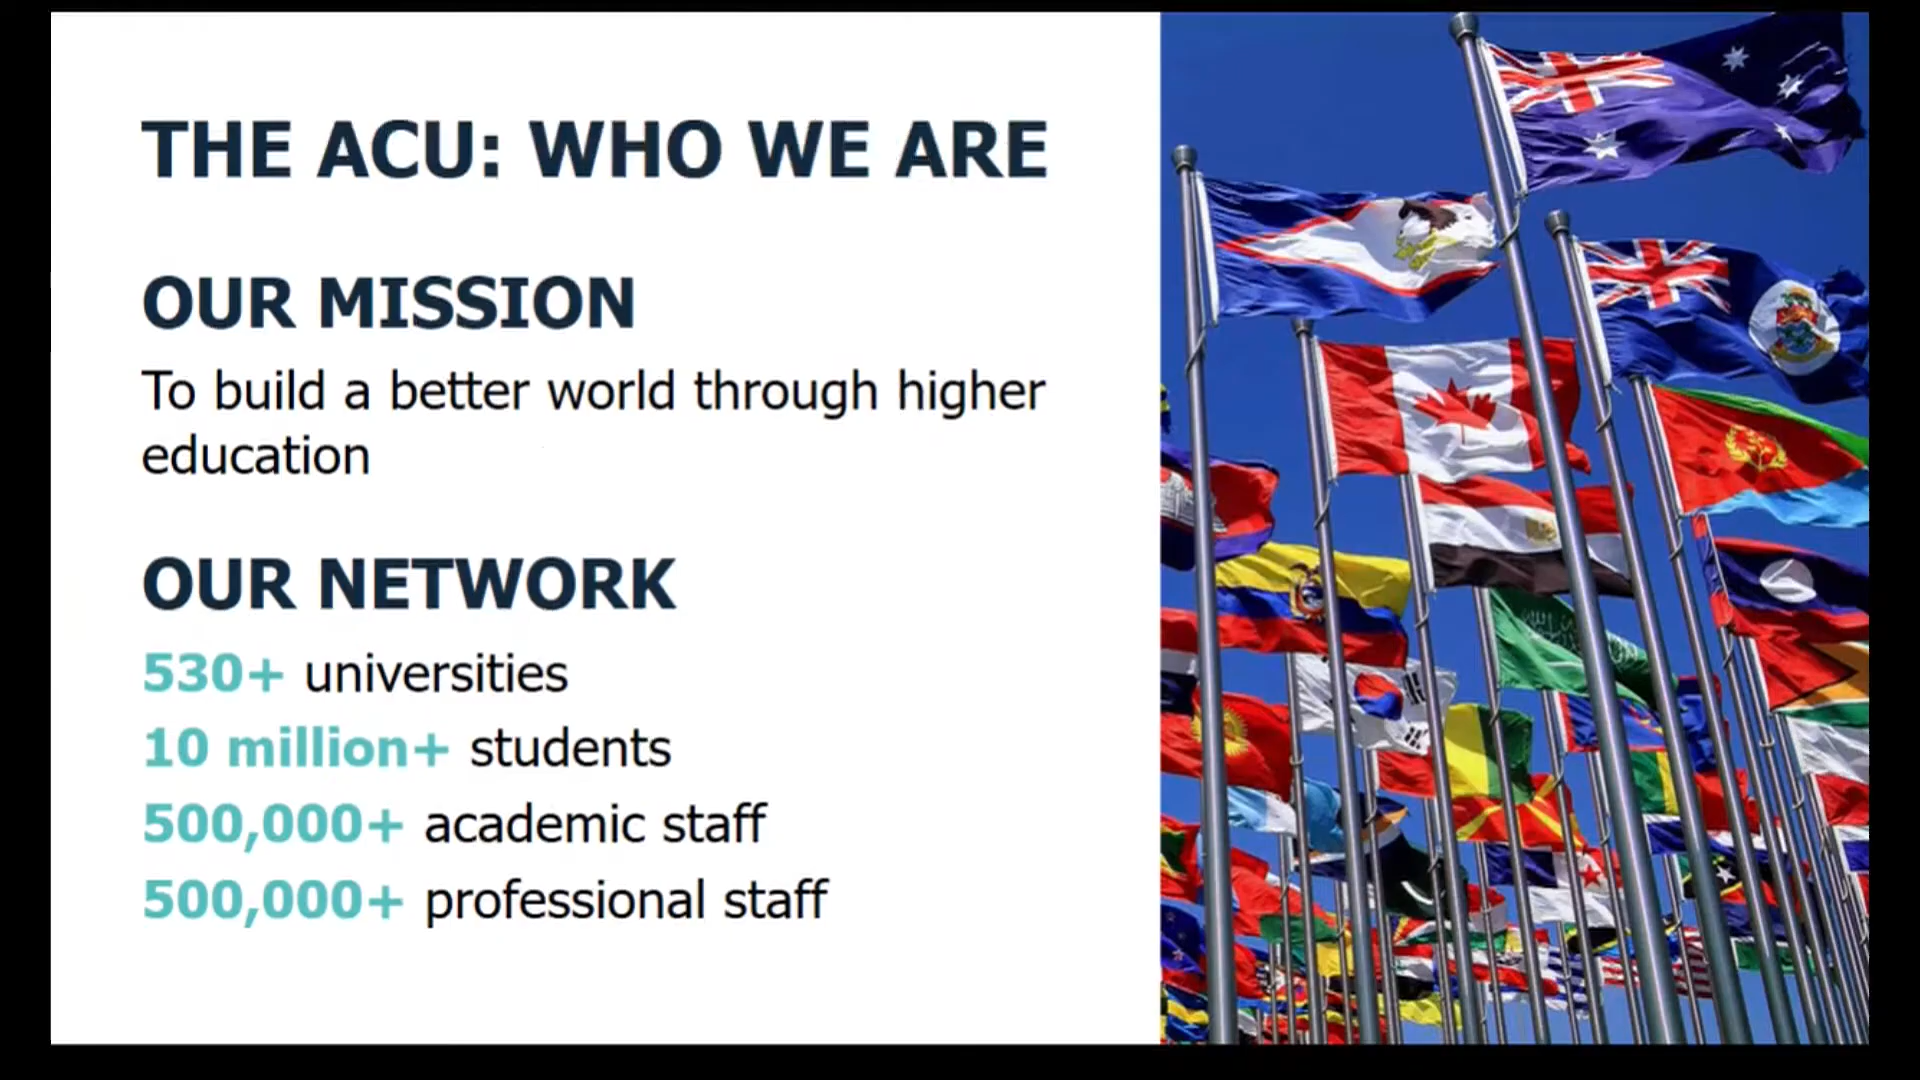 THE ACU: WHO WE ARE
OUR MISSION
To build a better world through higher
education
OUR NETWORK
530+ universities
10 million+ students
500,000+ academic staff
500,000+ professional staff